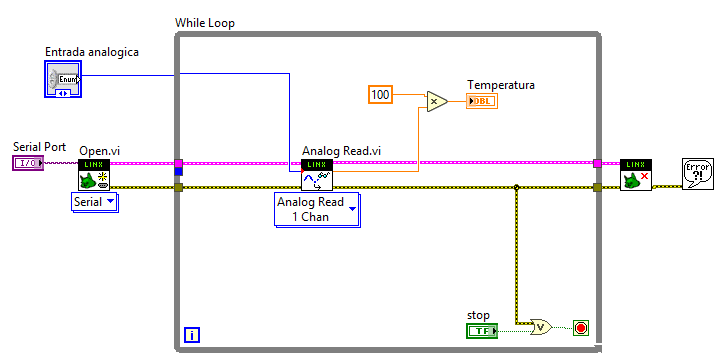 While Loop
Entrada analogica
Enum
100
Temperatura
DBL
Serial Port
I/O
Open.vi
LINX
Serial
Analog Read.vi
LINX
Analog Read
1 Chan
LINX
Error
?!
i
stop
TF
V